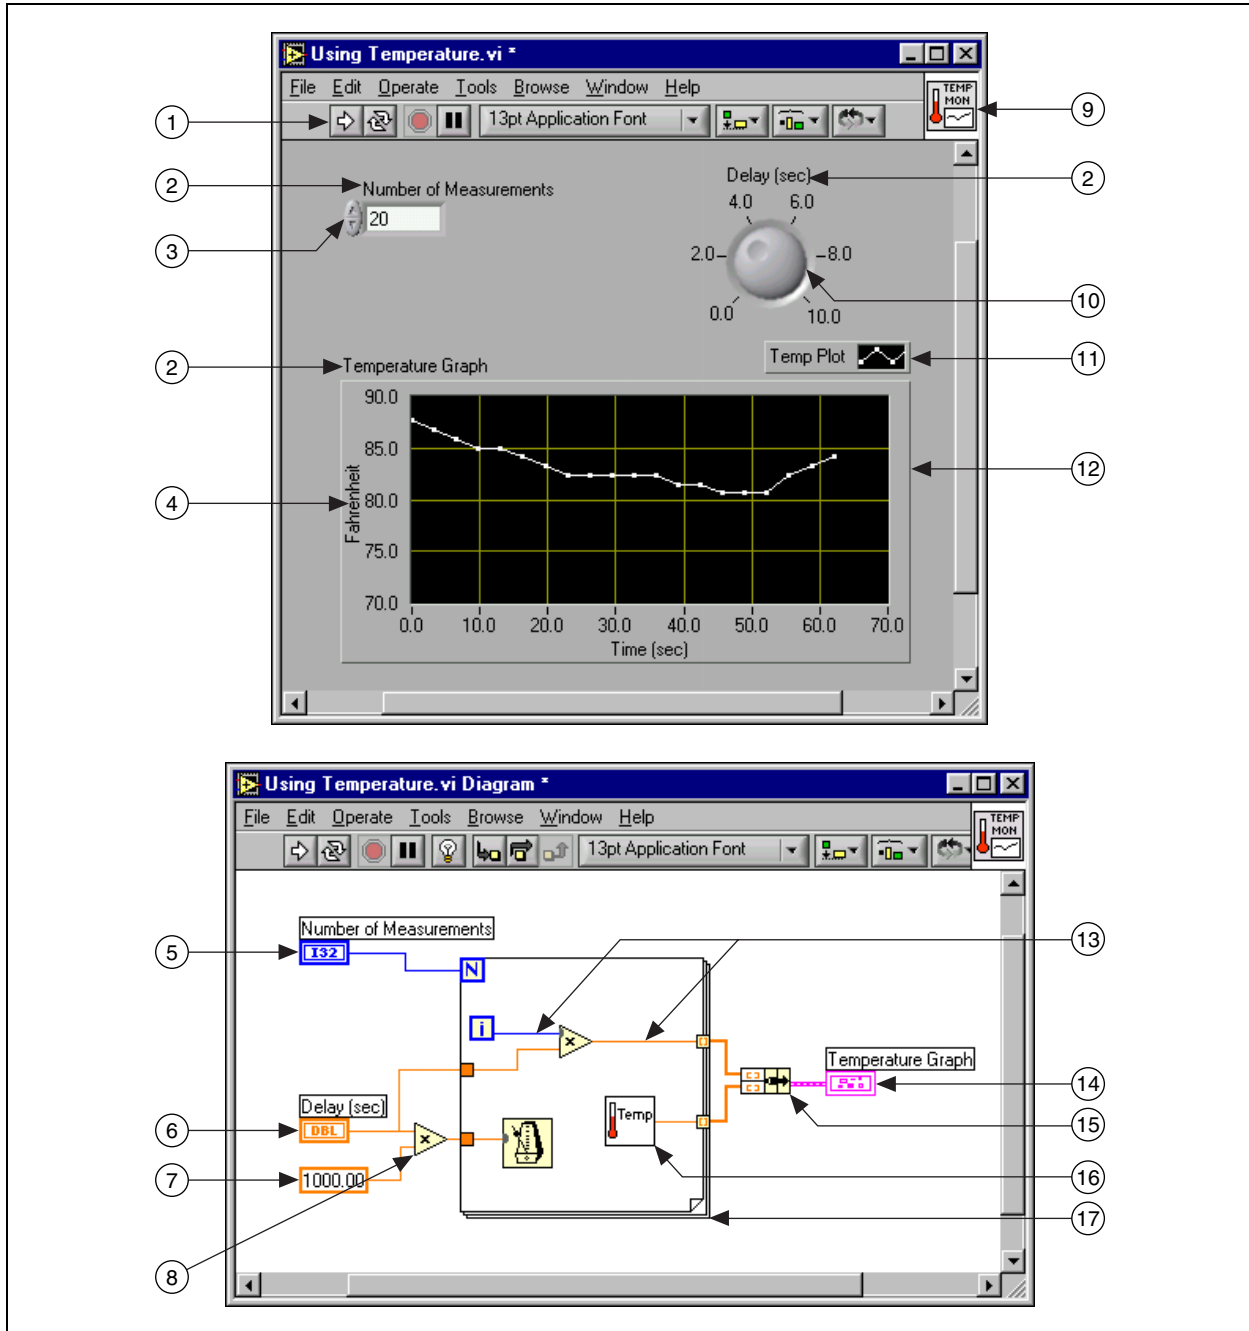 Using Temperature.vi *
File Edit Operate Tools Browse Window Help
TEMP
MON
9
1
13pt Application Font
2
Number of Measurements
Delay (sec)
2
3
20
4.0 6.0
2.0 8.0
0.0 10.0
10
2
Temperature Graph
Temp Plot
11
90.0
85.0
80.0
75.0
70.0
Fahrenheit
4
12
0.0 10.0 20.0 30.0 40.0 50.0 60.0 70.0
Time (sec)
Using Temperature.vi Diagram *
File Edit Operate Tools Browse Window Help
TEMP
MON
13pt Application Font
Number of Measurements
5
I32
N
13
i
x
Temperature Graph
14
Delay (sec)
6
DBL
x
Temp
15
7
1000.00
16
17
8